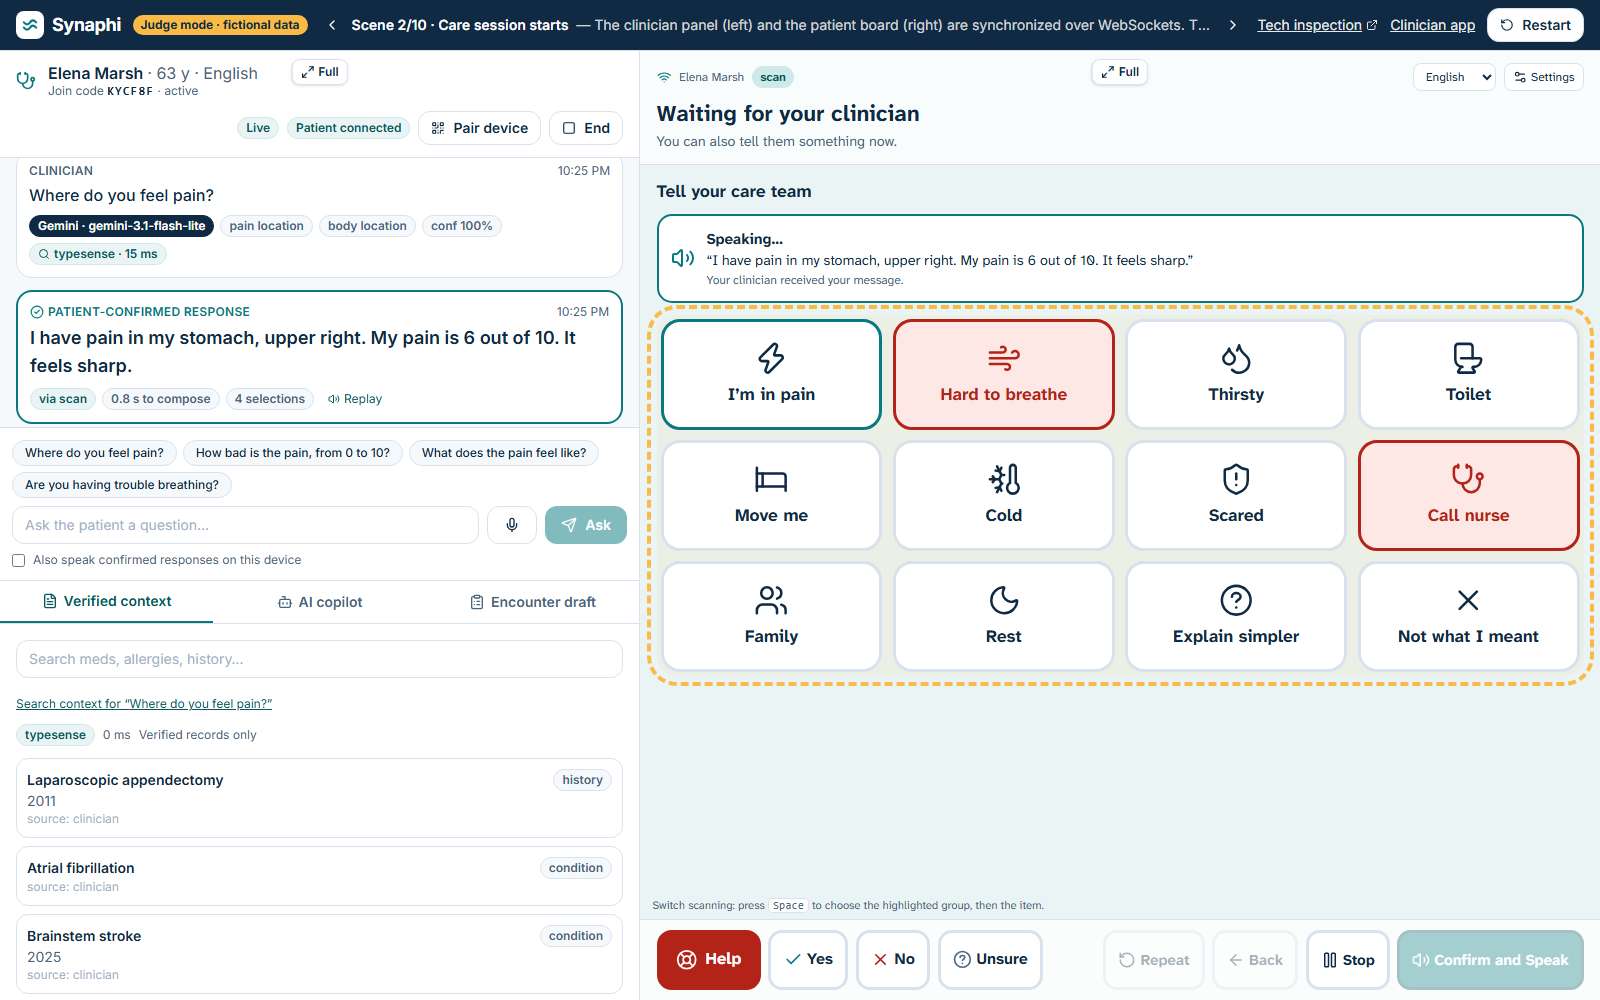 Synaphi
Judge mode · fictional data
Scene 2/10 · Care session starts — The clinician panel (left) and the patient board (right) are synchronized over WebSockets. T...
Tech inspection
Clinician app
Restart
Elena Marsh · 63 y · English
Join code KYCF8F · active
Full
Live
Patient connected
Pair device
End
CLINICIAN
10:25 PM
Where do you feel pain?
Gemini · gemini-3.1-flash-lite
pain location
body location
conf 100%
typesense · 15 ms
PATIENT-CONFIRMED RESPONSE
10:25 PM
I have pain in my stomach, upper right. My pain is 6 out of 10. It
feels sharp.
via scan
0.8 s to compose
4 selections
Replay
Where do you feel pain?
How bad is the pain, from 0 to 10?
What does the pain feel like?
Are you having trouble breathing?
Ask the patient a question...
Ask
Also speak confirmed responses on this device
Verified context
AI copilot
Encounter draft
Search meds, allergies, history...
Search context for “Where do you feel pain?”
typesense
0 ms
Verified records only
Laparoscopic appendectomy
history
2011
source: clinician
Atrial fibrillation
condition
source: clinician
Brainstem stroke
condition
2025
source: clinician
Elena Marsh
scan
Full
English
Settings
Waiting for your clinician
You can also tell them something now.
Tell your care team
Speaking...
“I have pain in my stomach, upper right. My pain is 6 out of 10. It feels sharp.”
Your clinician received your message.
I’m in pain
Hard to breathe
Thirsty
Toilet
Move me
Cold
Scared
Call nurse
Family
Rest
Explain simpler
Not what I meant
Switch scanning: press Space to choose the highlighted group, then the item.
Help
Yes
No
Unsure
Repeat
Back
Stop
Confirm and Speak